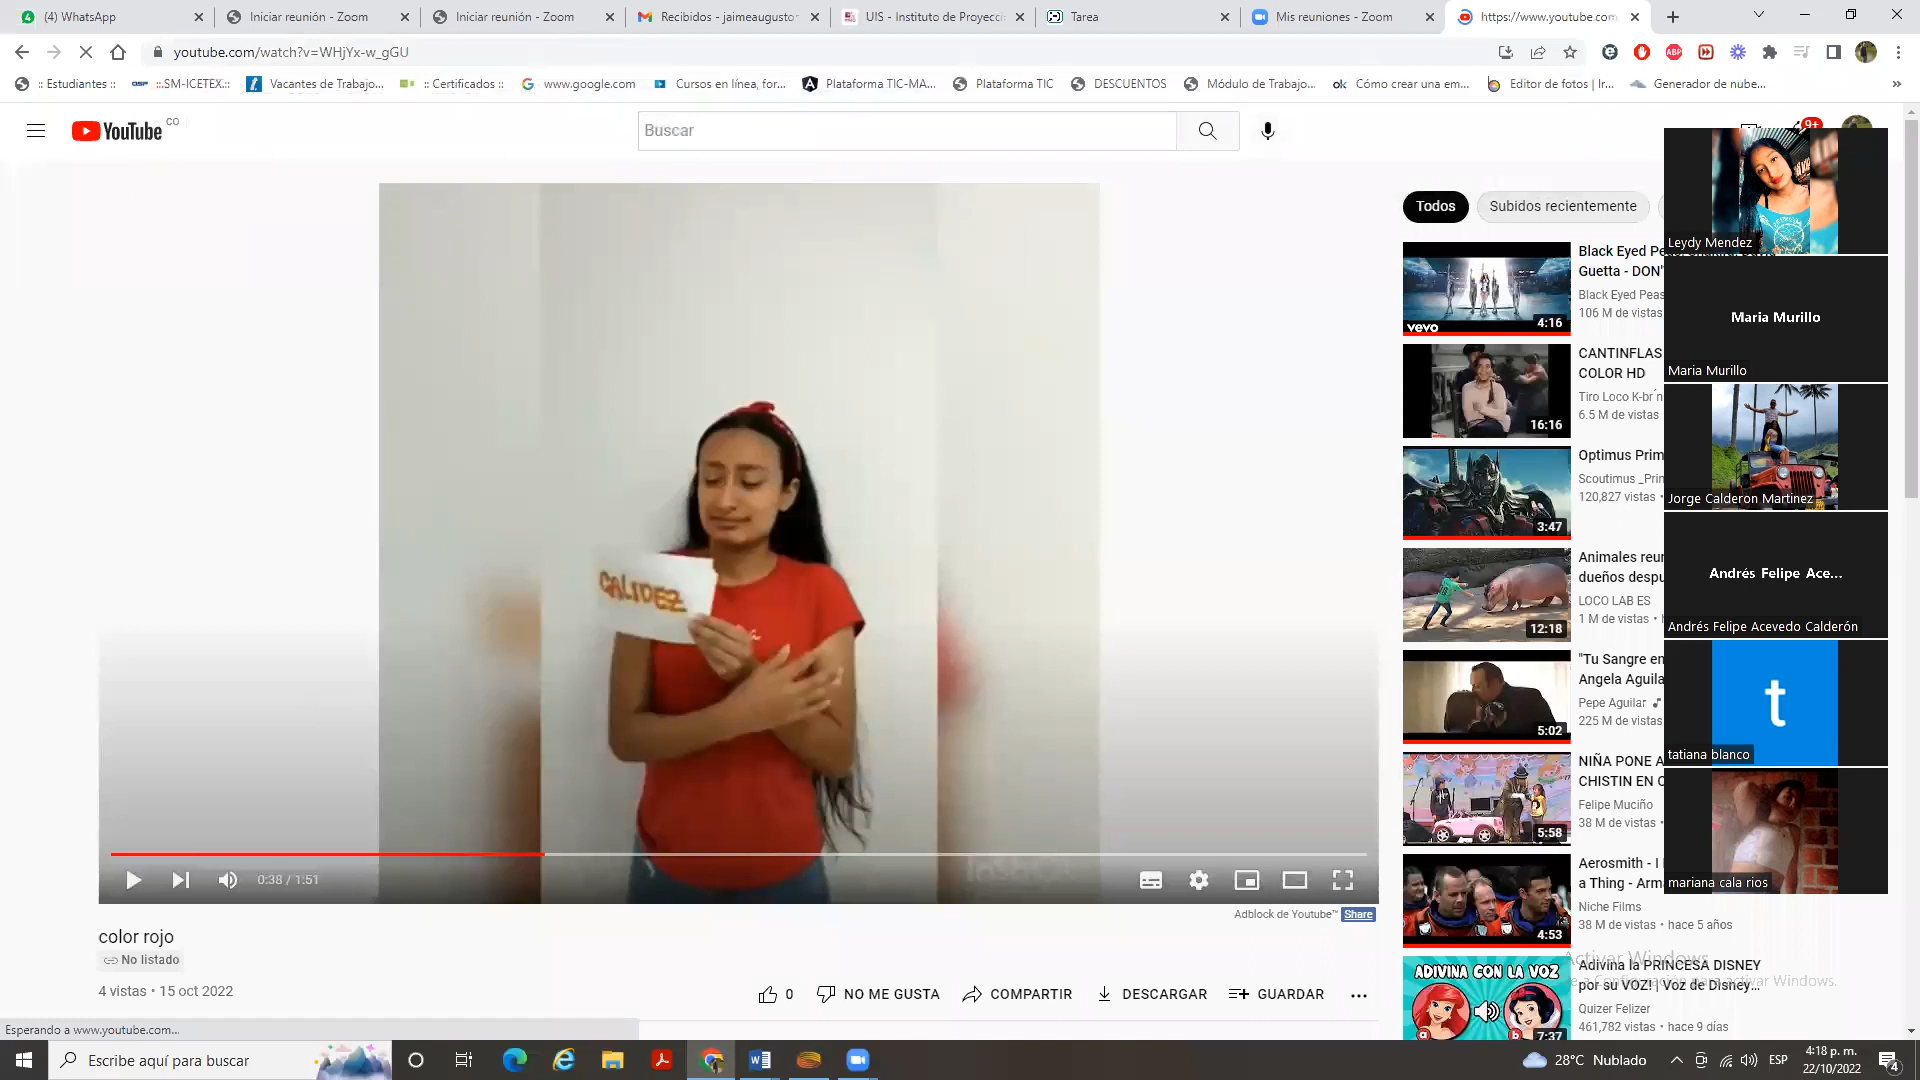 (4) WhatsApp
Iniciar reunión - Zoom
Iniciar reunión - Zoom
Recibidos - jaimeaugusto
UIS - Instituto de Proyecci
Tarea
Mis reuniones - Zoom
https://www.youtube.com
youtube.com/watch?v=WHjYx-w_gGU
:: Estudiantes ::
::.SM-ICETEX.::
Vacantes de Trabajo...
:: Certificados ::
www.google.com
Cursos en línea, for...
Plataforma TIC-MA...
Plataforma TIC
DESCUENTOS
Módulo de Trabajo...
Cómo crear una em...
Editor de fotos | Ir...
Generador de nube...
YouTube CO
Buscar
9+
CALIDEZ
0:38 / 1:51
Adblock de Youtube™ Share
color rojo
No listado
4 vistas • 15 oct 2022
0
NO ME GUSTA
COMPARTIR
DESCARGAR
GUARDAR
Todos
Subidos recientemente
vevo
4:16
Black Eyed
Guetta - DON'
Black Eyed Peas
106 M de vistas
16:16
CANTINFLAS
COLOR HD
Tiro Loco K-br´n
6.5 M de vistas
3:47
Optimus Prim
Scoutimus _Prin
120,827 vistas •
12:18
Animales reun
dueños despu
LOCO LAB ES
1 M de vistas •
5:02
"Tu Sangre en
Angela Aguila
Pepe Aguilar
225 M de vistas
5:58
NIÑA PONE A
CHISTIN EN C
Felipe Muciño
38 M de vistas •
4:53
Aerosmith - I
a Thing - Arm
Niche Films
38 M de vistas • hace 5 años
ADIVINA CON LA VOZ
a
b
7:37
Adivina la PRINCESA DISNEY
por su VOZ! | Voz de Disney...
Quizer Felizer
461,782 vistas • hace 9 días
Leydy Mendez
Maria Murillo
Maria Murillo
Jorge Calderon Martinez
Andrés Felipe Ace...
Andrés Felipe Acevedo Calderón
t
tatiana blanco
mariana cala rios
Activar Windows
Configuración para activar Windows.
Esperando a www.youtube.com...
Escribe aquí para buscar
28°C Nublado
ESP
4:18 p. m.
22/10/2022
4